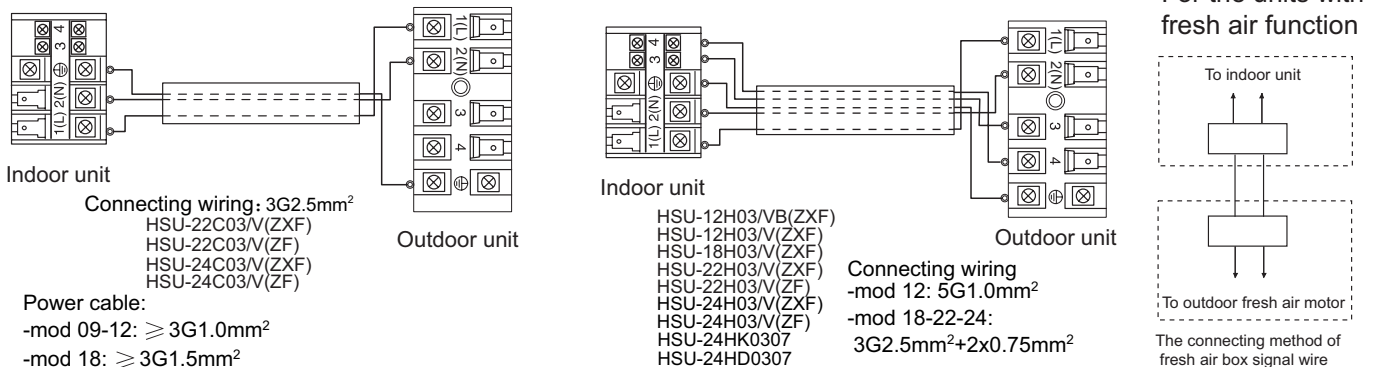 4
3
2(N)
1(L)
1(L)
2(N)
3
4
Indoor unit
Outdoor unit
Connecting wiring: 3G2.5mm²
HSU-22C03/V(ZXF)
HSU-22C03/V(ZF)
HSU-24C03/V(ZXF)
HSU-24C03/V(ZF)
Power cable:
-mod 09-12: ≥ 3G1.0mm²
-mod 18: ≥ 3G1.5mm²
4
3
2(N)
1(L)
1(L)
2(N)
3
4
Indoor unit
Outdoor unit
HSU-12H03/VB(ZXF)
HSU-12H03/V(ZXF)
HSU-18H03/V(ZXF)
HSU-22H03/V(ZXF)
HSU-22H03/V(ZF)
HSU-24H03/V(ZXF)
HSU-24H03/V(ZF)
HSU-24HK0307
HSU-24HD0307
Connecting wiring
-mod 12: 5G1.0mm²
-mod 18-22-24:
3G2.5mm²+2x0.75mm²
For the units with
fresh air function
To indoor unit
To outdoor fresh air motor
The connecting method of
fresh air box signal wire